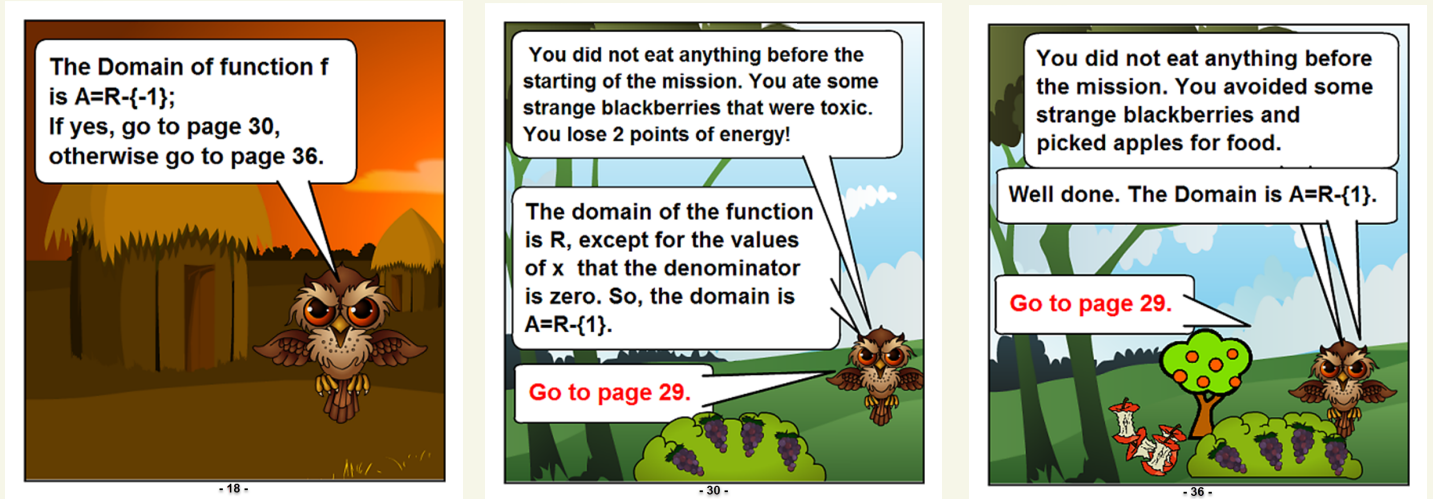 The Domain of function f
is A=R-{-1};
If yes, go to page 30,
otherwise go to page 36.
- 18 -
You did not eat anything before the
starting of the mission. You ate some
strange blackberries that were toxic.
You lose 2 points of energy!
The domain of the function
is R, except for the values
of x that the denominator
is zero. So, the domain is
A=R-{1}.
Go to page 29.
- 30 -
You did not eat anything before
the mission. You avoided some
strange blackberries and
picked apples for food.
Well done. The Domain is A=R-{1}.
Go to page 29.
- 36 -